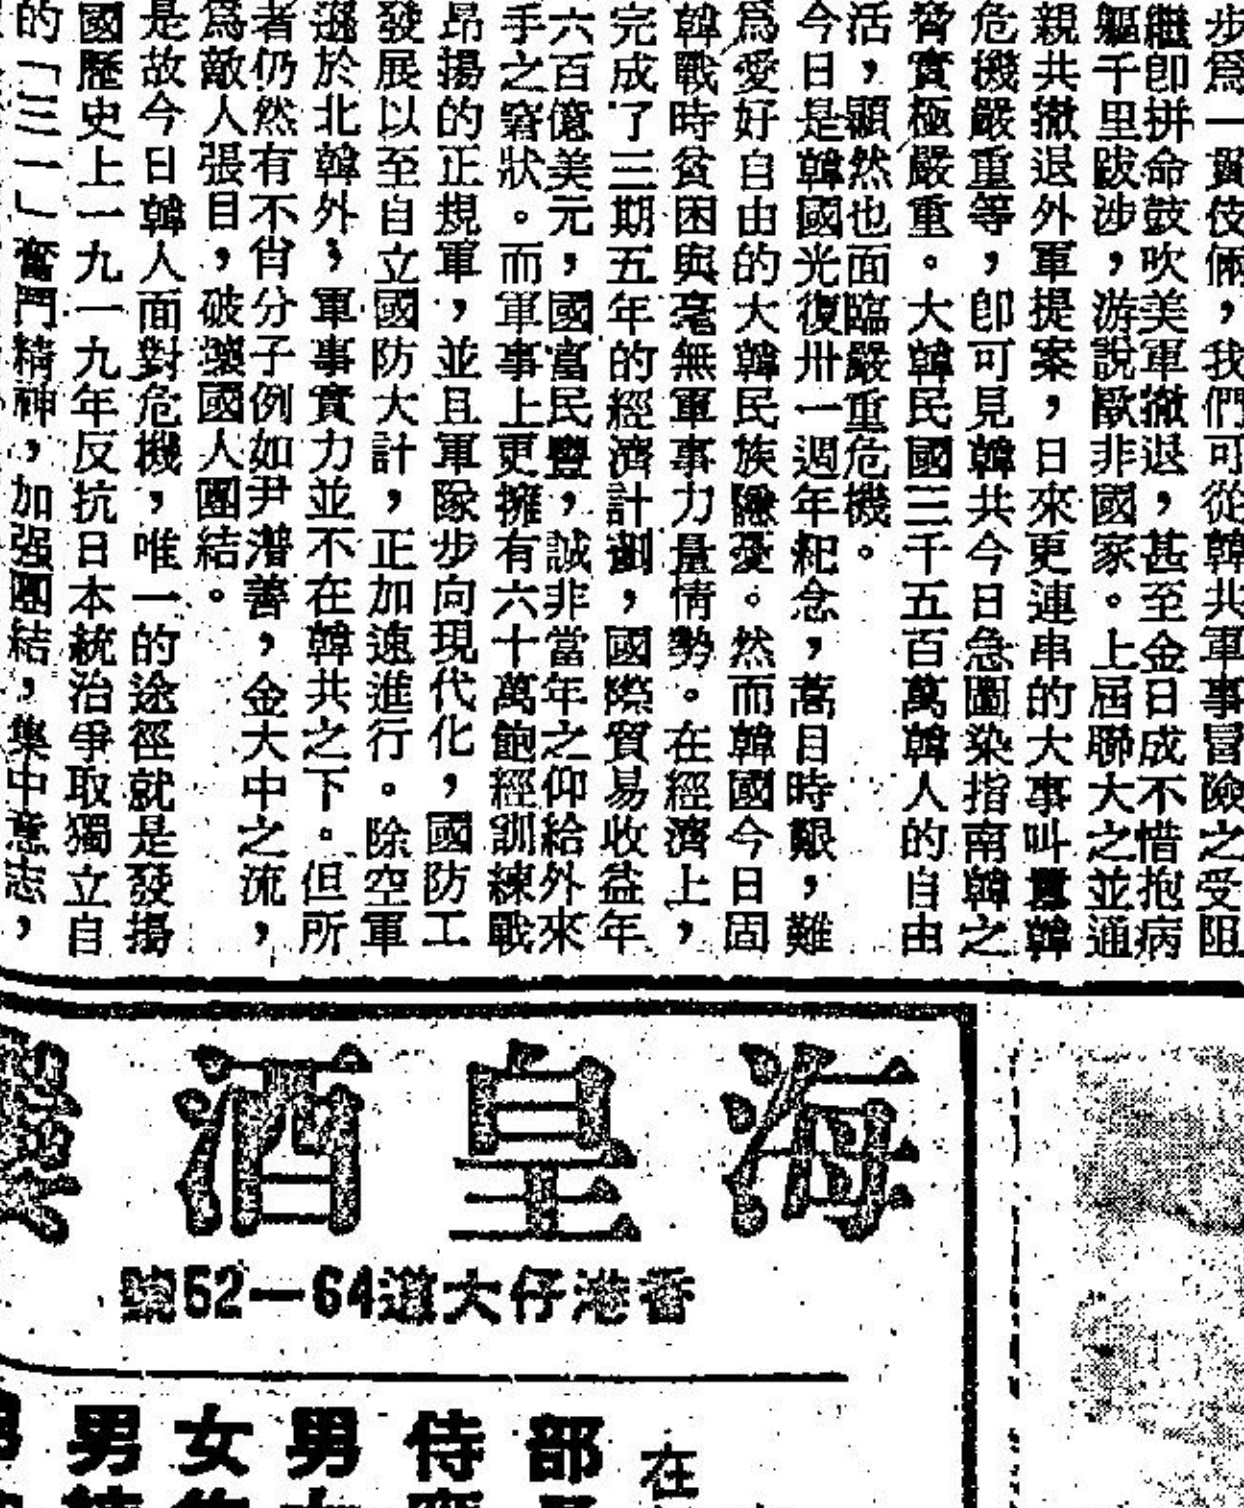 步爲一貫伎倆，我們可從韓共軍事冒險之受阻
繼即拼命鼓吹美軍撤退，甚至金日成不惜抱病
軀千里跋涉，游說歐非國家。上屆聯大之並通
親共撤退外軍提案，日來更連串的大事叫囂韓
危機嚴重等，即可見韓共今日急圖染指南韓之
脅實極嚴重。大韓民國三千五百萬韓人的自由
活，顯然也面臨嚴重危機。
今日是韓國光復卅一週年紀念，蒿目時艱，難
爲愛好自由的大韓民族隱憂。然而韓國今日固
韓戰時貧困與毫無軍事力量情勢。在經濟上，
完成了三期五年的經濟計劃，國際貿易收益年
六百億美元，國富民豐，誠非當年之仰給外來
手之窘狀。而軍事上更擁有六十萬飽經訓練戰
昂揚的正規軍，並且軍隊步向現代化，國防工
發展以至自立國防大計，正加速進行。除空軍
遜於北韓外，軍事實力並不在韓共之下。但所
者仍然有不肖分子例如尹潽善，金大中之流，
爲敵人張目，破壞國人團結。
是故今日韓人面對危機，唯一的途徑就是發揚
國歷史上一九一九年反抗日本統治爭取獨立自
的「三一」奮鬥精神，加强團結，集中意志，
海皇酒
香港仔大道64—62號
在
部
侍
男
女
男